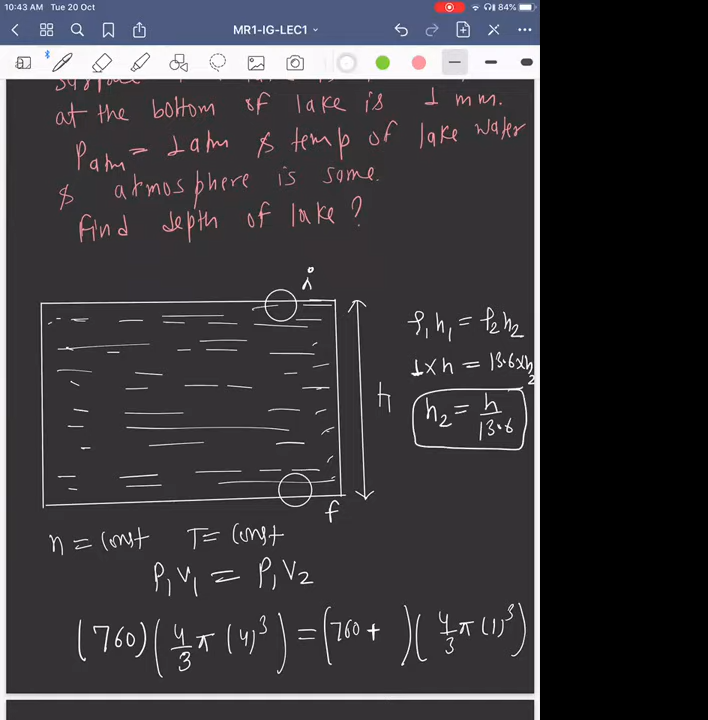 10:43 AM Tue 20 Oct
84%
MR1-IG-LEC1
at the bottom of lake is 1 mm.
Patm = 1 atm & temp of lake water
& atmosphere is same.
find depth of lake?
i
ρ₁h₁ = ρ₂h₂
1×h = 13.6×h₂
h₂ = h/13.6
h
f
n = const T = const
P₁V₁ = P₁V₂
(760)(4/3 π (4)³) = (760 + )(4/3 π (1)³)